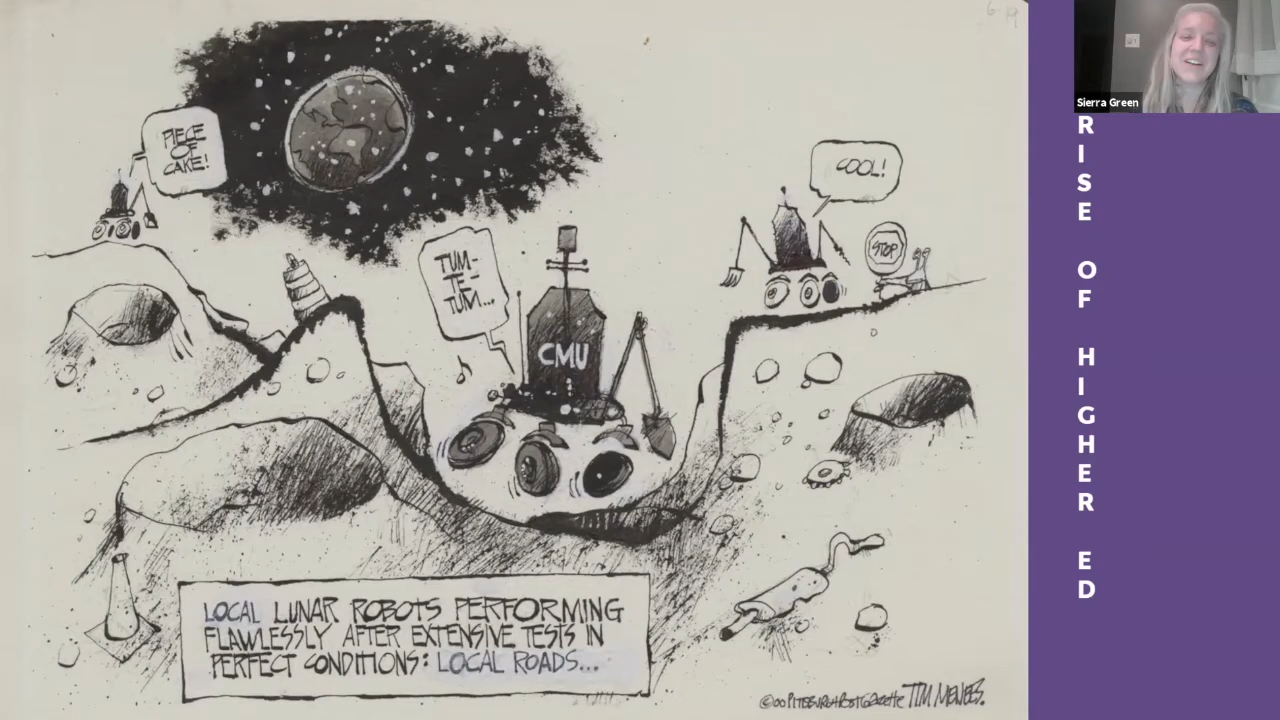 Sierra Green
PIECE
OF
CAKE!
COOL!
STOP
TUM-
TE-
TUM...
CMU
LOCAL LUNAR ROBOTS PERFORMING
FLAWLESSLY AFTER EXTENSIVE TESTS IN
PERFECT CONDITIONS: LOCAL ROADS...
©00 PITTSBURGH POST-GAZETTE TIM MENEES.
R
I
S
E
O
F
H
I
G
H
E
R
E
D